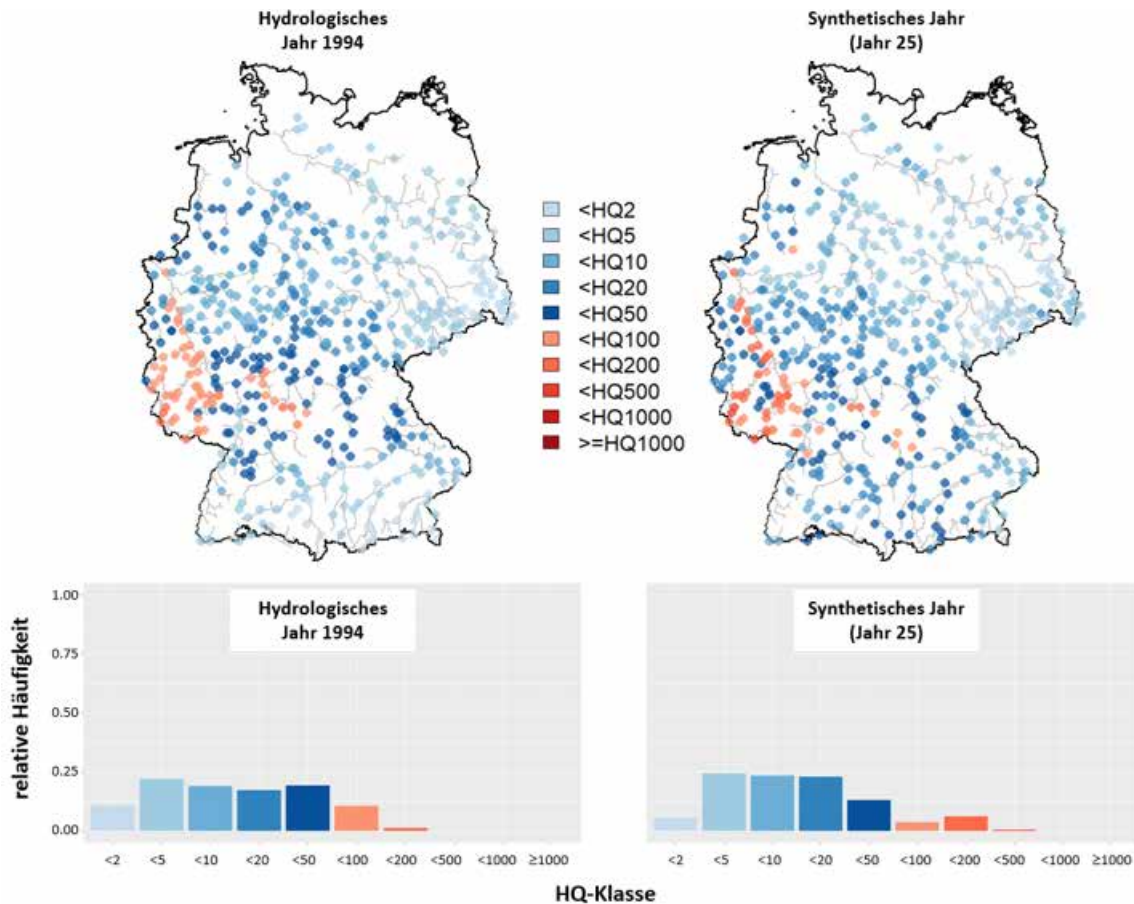 Hydrologisches
Jahr 1994
Synthetisches Jahr
(Jahr 25)
<HQ2
<HQ5
<HQ10
<HQ20
<HQ50
<HQ100
<HQ200
<HQ500
<HQ1000
>=HQ1000
relative Häufigkeit
1.00
0.75
0.50
0.25
0.00
Hydrologisches
Jahr 1994
<2 <5 <10 <20 <50 <100 <200 <500 <1000 ≥1000
Synthetisches Jahr
(Jahr 25)
<2 <5 <10 <20 <50 <100 <200 <500 <1000 ≥1000
HQ-Klasse